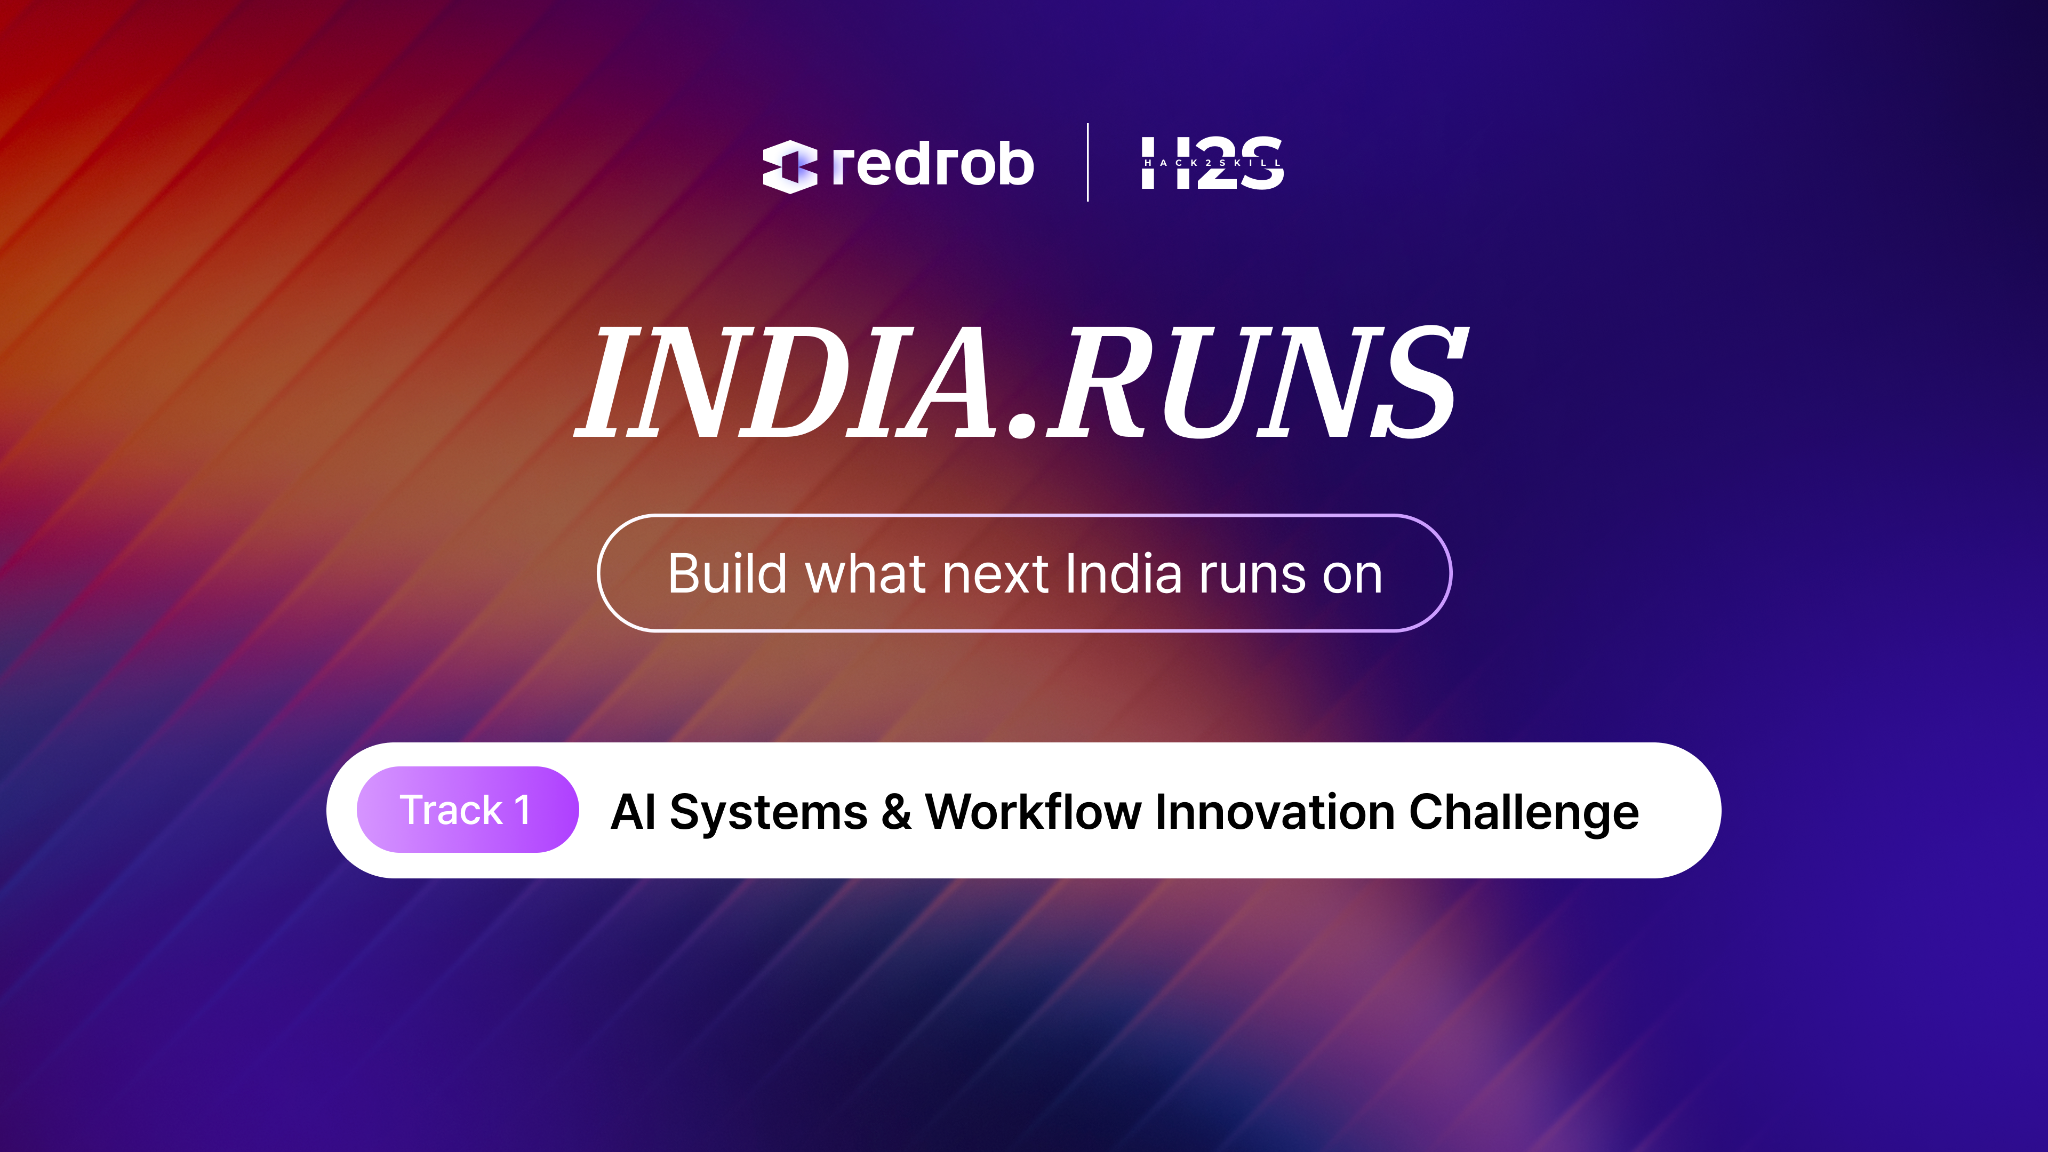 redrob
H2S
HACK2SKILL
INDIA.RUNS
Build what next India runs on
Track 1
AI Systems & Workflow Innovation Challenge